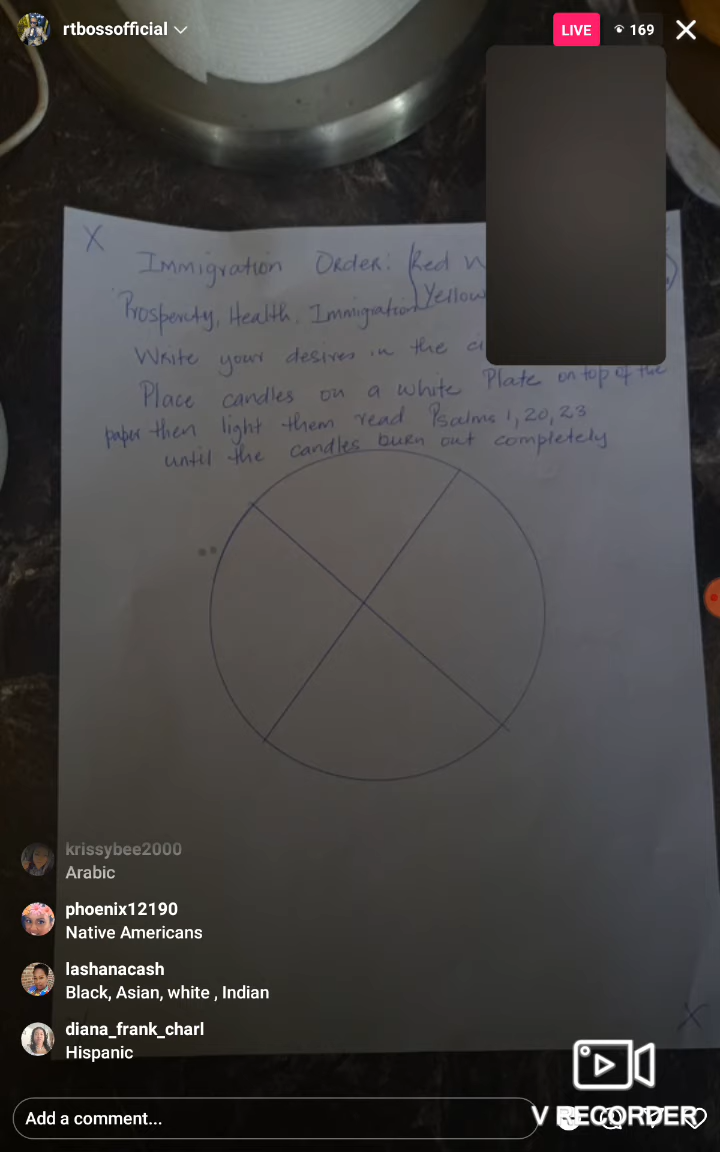 rtbossofficial
LIVE
169
X
Immigration Order: (Red
Prosperity, Health, Immigration Yellow
Write your desires in the
Place candles on a white Plate on top of the
paper then light them read Psalms 1, 20, 23
until the candles burn out completely
krissybee2000
Arabic
phoenix12190
Native Americans
lashanacash
Black, Asian, white , Indian
diana_frank_charl
Hispanic
X
Add a comment...
V RECORDER